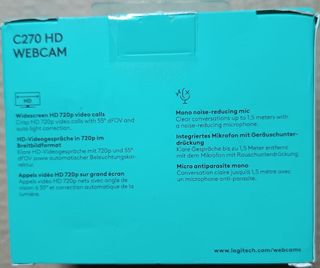 C270 HD
WEBCAM
HD
Widescreen HD 720p video calls
Crisp HD 720p video calls with 55° dFOV and
auto light correction.
HD-Videogespräche in 720p im
Breitbildformat
Klare HD-Videogespräche mit 720p und 55°
dFOV sowie automatischer Beleuchtungsko-
rrektur.
Appels vidéo HD 720p sur grand écran
Appels vidéo HD 720p nets avec angle de
vision à 55° et correction automatique de la
lumière.
Mono noise-reducing mic
Clear conversations up to 1.5 meters with
a noise-reducing microphone.
Integriertes Mikrofon mit Geräuschunter-
drückung
Klare Gespräche bis zu 1,5 Meter entfernt
mit dem Mikrofon mit Rauschunterdrückung
Micro antiparasite mono
Conversation claire jusqu'à 1,5 mètre avec
un microphone anti-parasite.
www.logitech.com/webcams